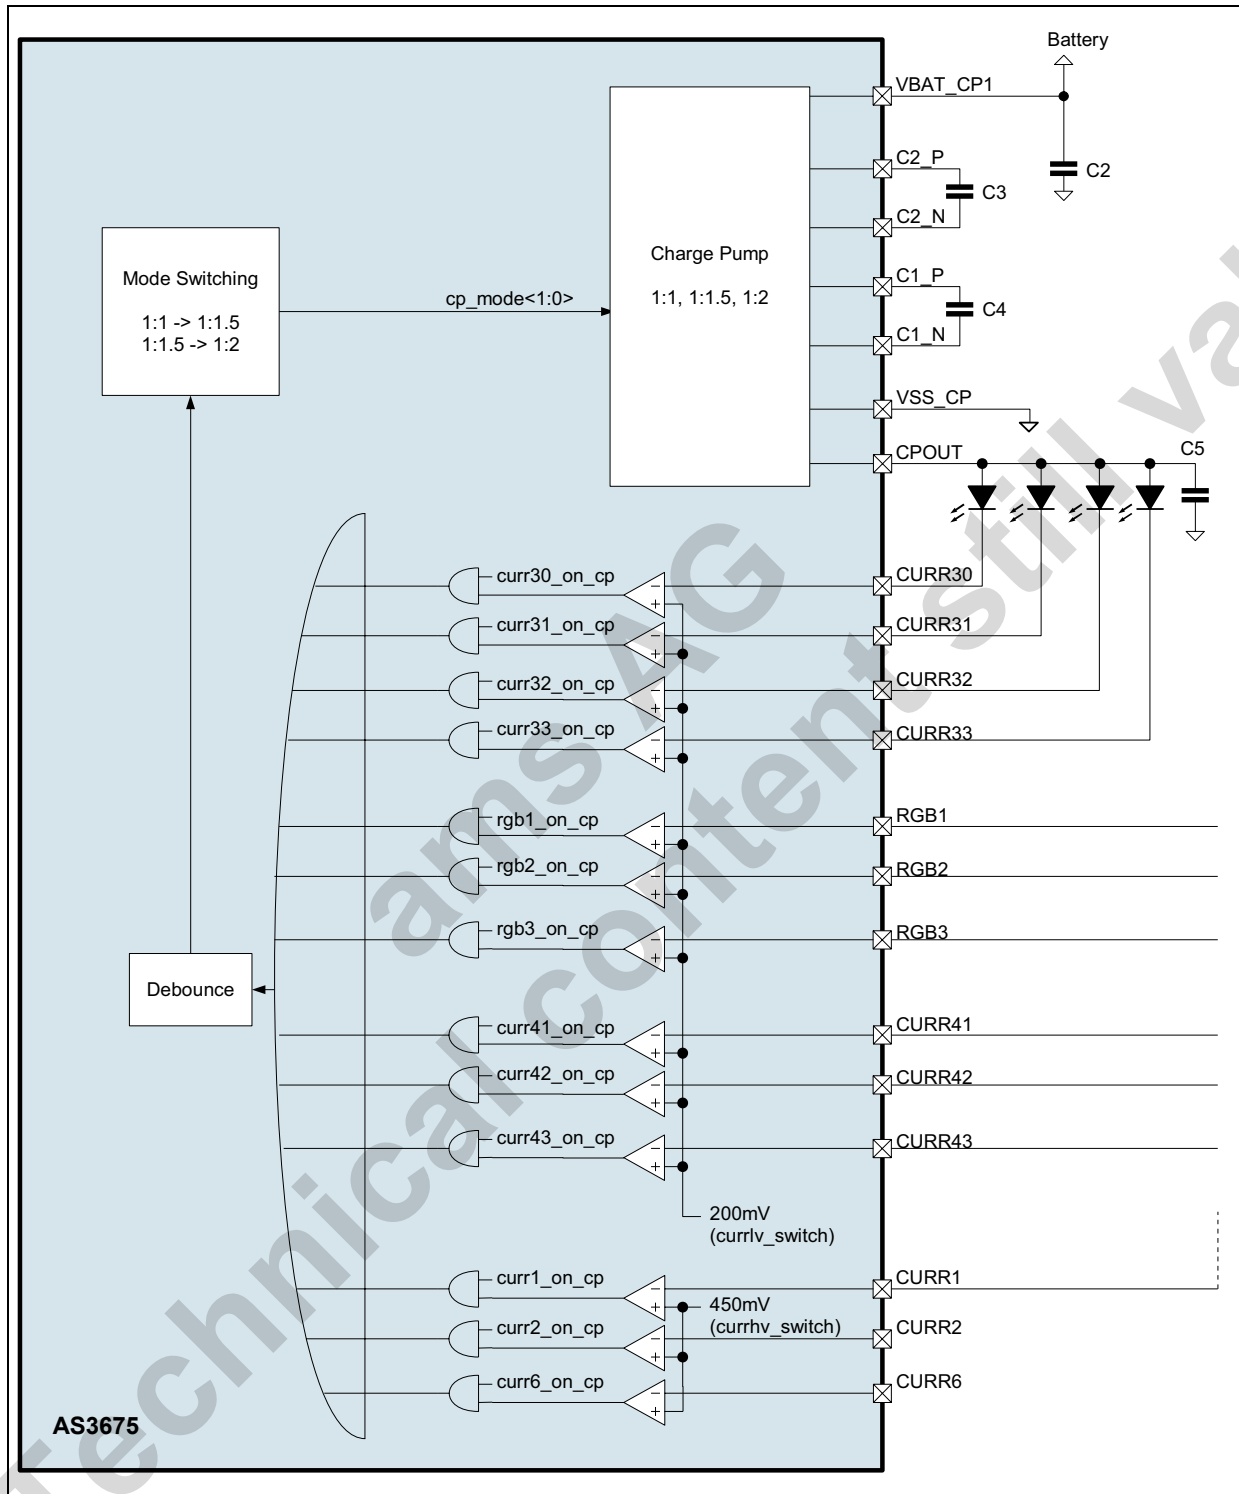 Battery
VBAT_CP1
C2
C2_P
C3
C2_N
Charge Pump
1:1, 1:1.5, 1:2
C1_P
C4
C1_N
Mode Switching
1:1 -> 1:1.5
1:1.5 -> 1:2
cp_mode<1:0>
VSS_CP
CPOUT
C5
curr30_on_cp
CURR30
curr31_on_cp
CURR31
curr32_on_cp
CURR32
curr33_on_cp
CURR33
rgb1_on_cp
RGB1
rgb2_on_cp
RGB2
rgb3_on_cp
RGB3
Debounce
curr41_on_cp
CURR41
curr42_on_cp
CURR42
curr43_on_cp
CURR43
200mV
(currlv_switch)
curr1_on_cp
CURR1
450mV
(currhv_switch)
curr2_on_cp
CURR2
curr6_on_cp
CURR6
AS3675
ams AG
Technical content still val